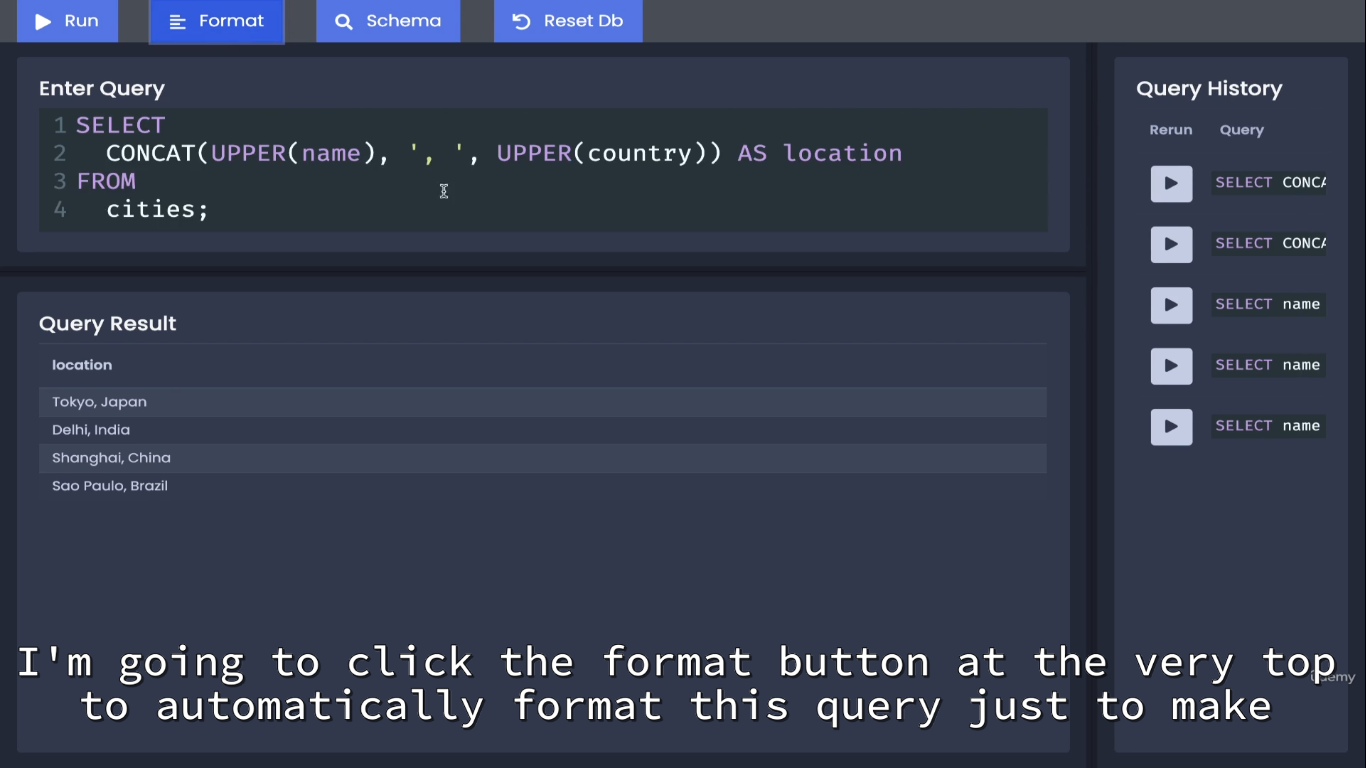 Run
Format
Schema
Reset Db
Enter Query
1 SELECT
2 CONCAT(UPPER(name), ', ', UPPER(country)) AS location
3 FROM
4 cities;
Query Result
location
Tokyo, Japan
Delhi, India
Shanghai, China
Sao Paulo, Brazil
Query History
Rerun Query
SELECT CONCA
SELECT CONCA
SELECT name
SELECT name
SELECT name
I'm going to click the format button at the very top
to automatically format this query just to make
Udemy